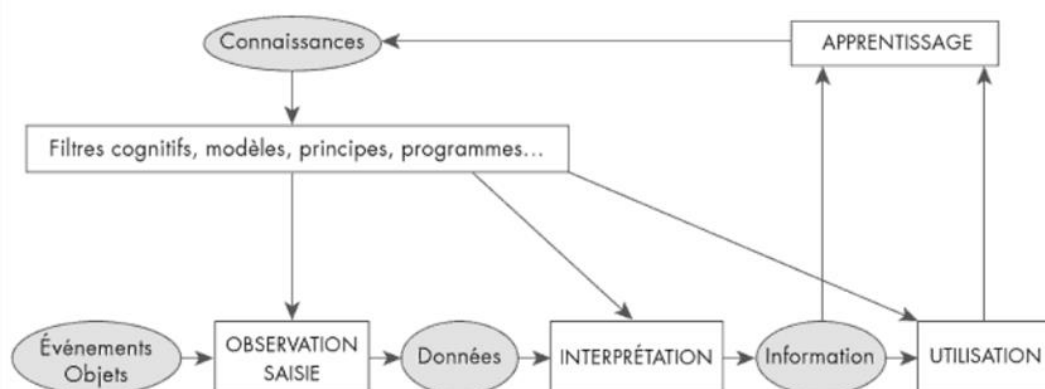 Connaissances
APPRENTISSAGE
Filtres cognitifs, modèles, principes, programmes...
Événements
Objets
OBSERVATION
SAISIE
Données
INTERPRÉTATION
Information
UTILISATION